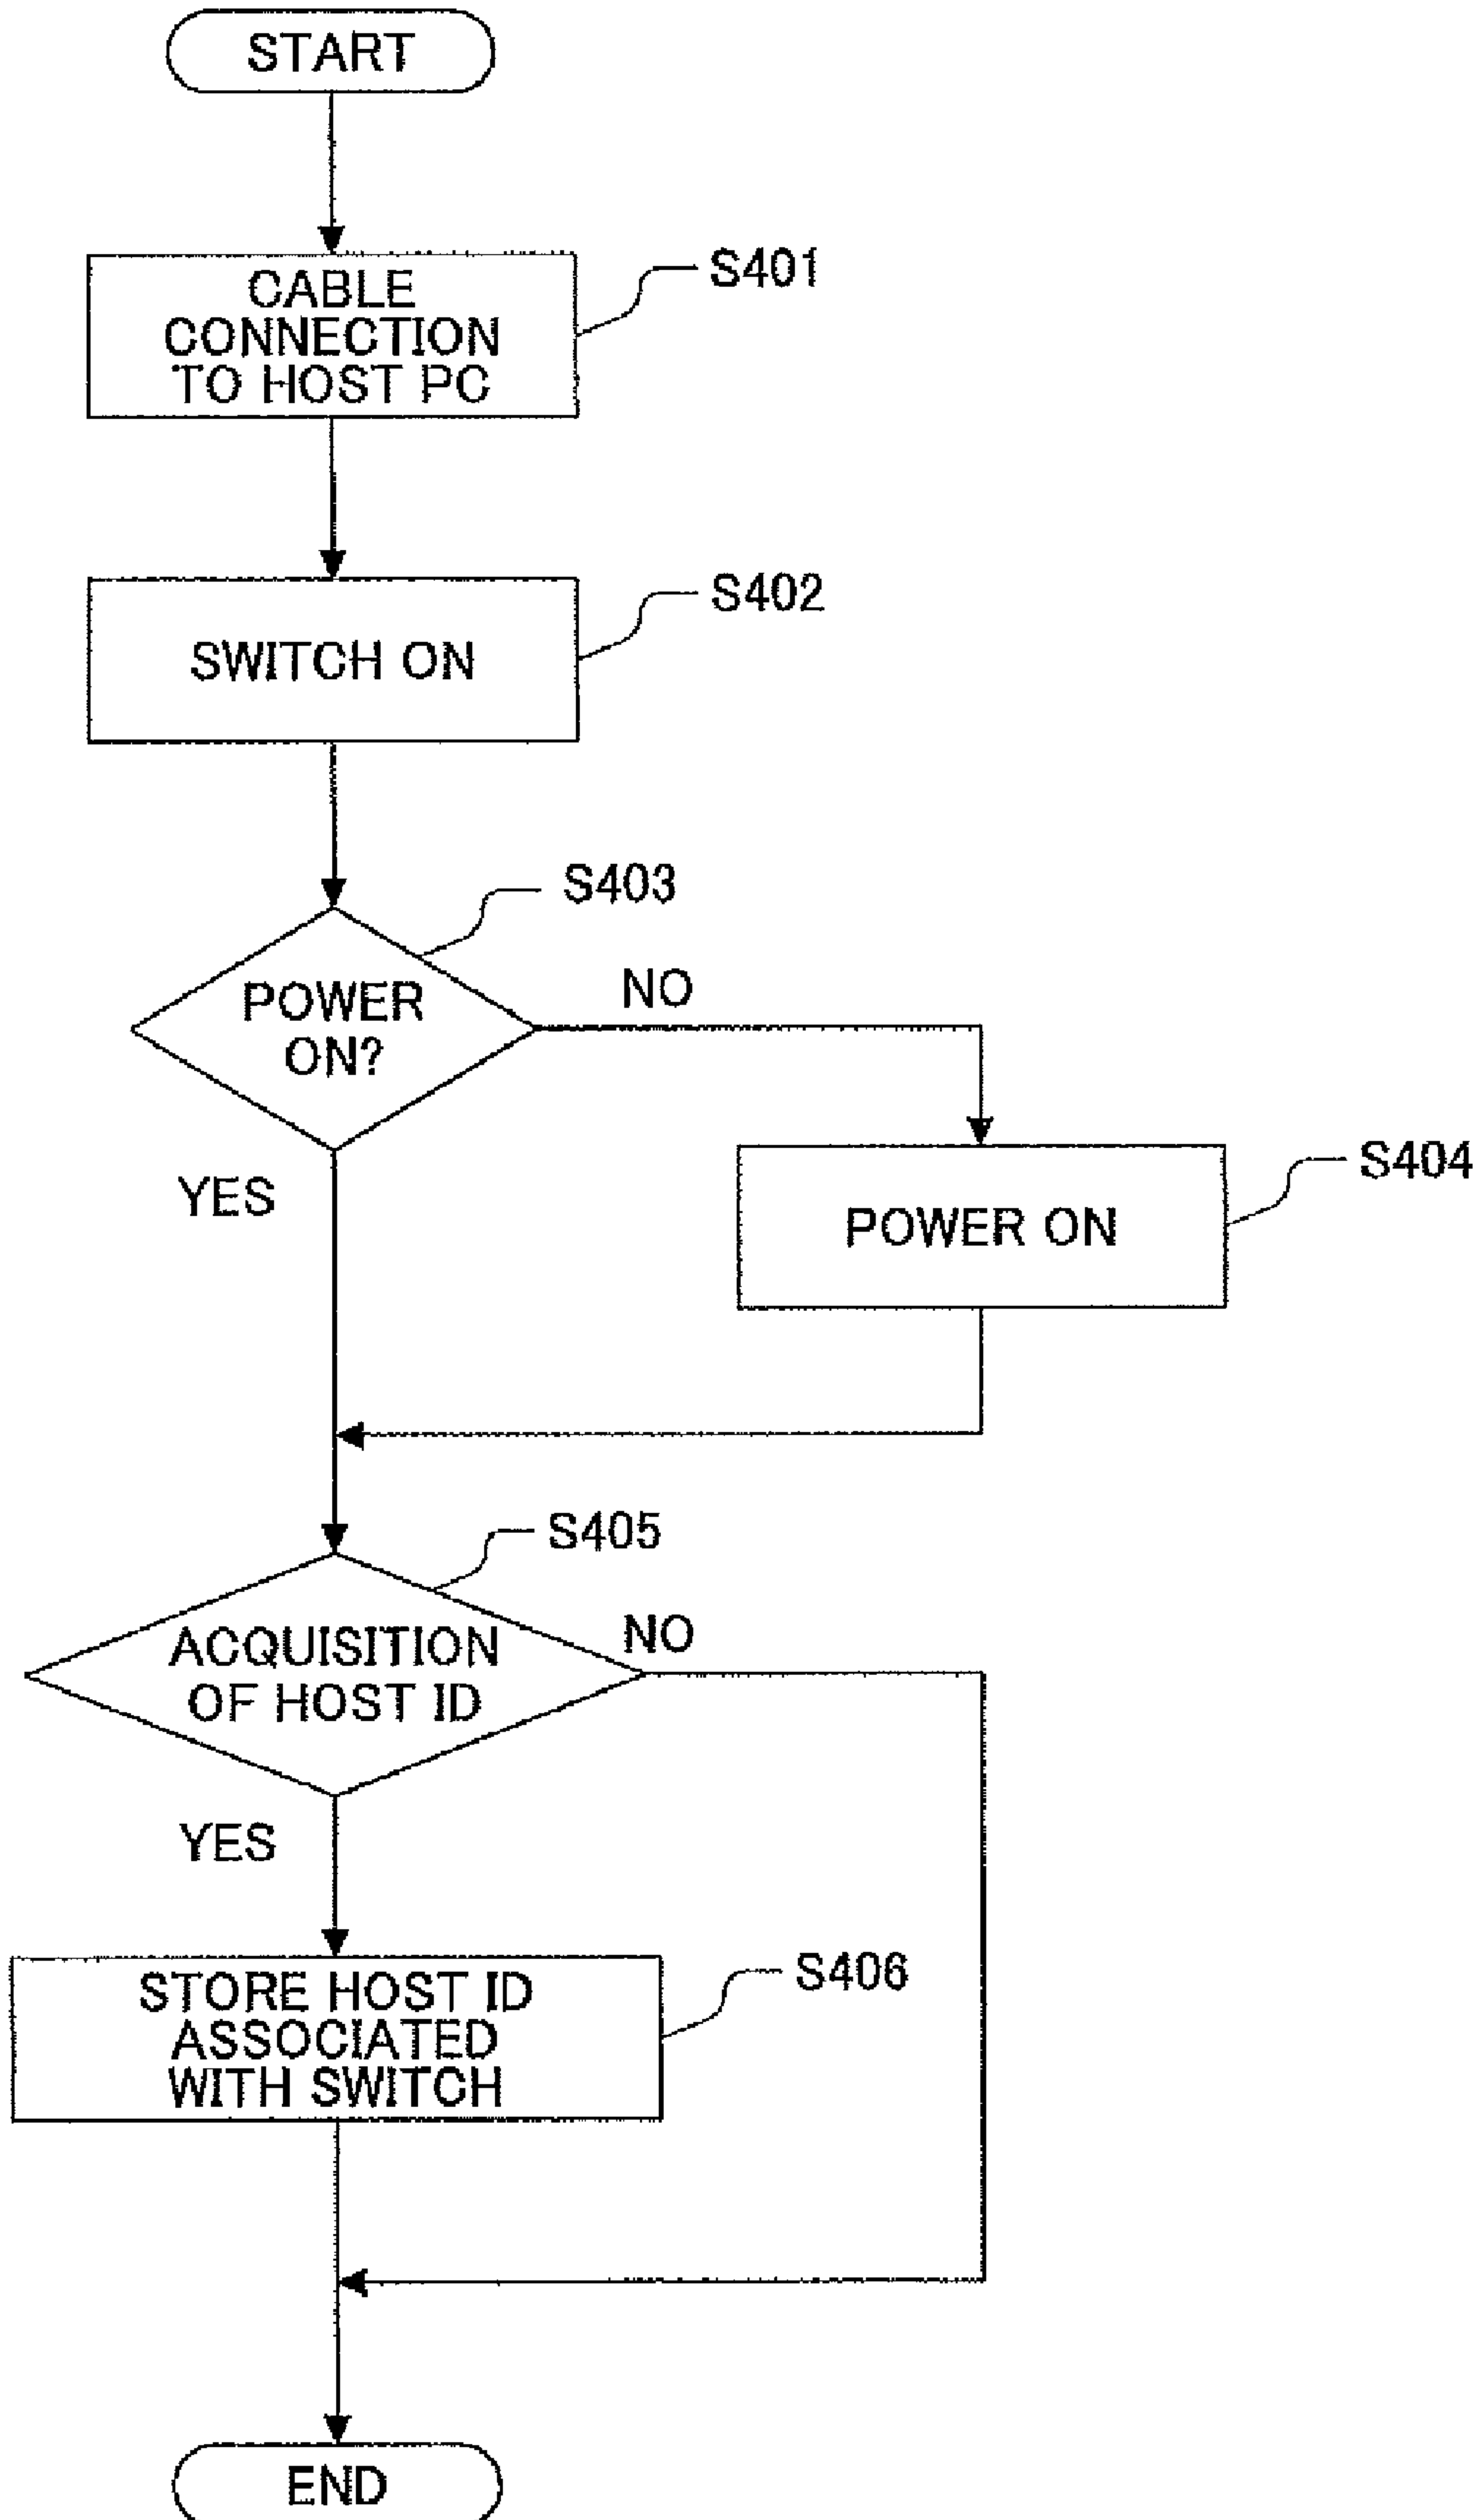 START
CABLE
CONNECTION
TO HOST PC
S401
SWITCH ON
S402
S403
POWER
ON?
NO
YES
POWER ON
S404
S405
ACQUISITION
OF HOST ID
NO
YES
STORE HOST ID
ASSOCIATED
WITH SWITCH
S406
END